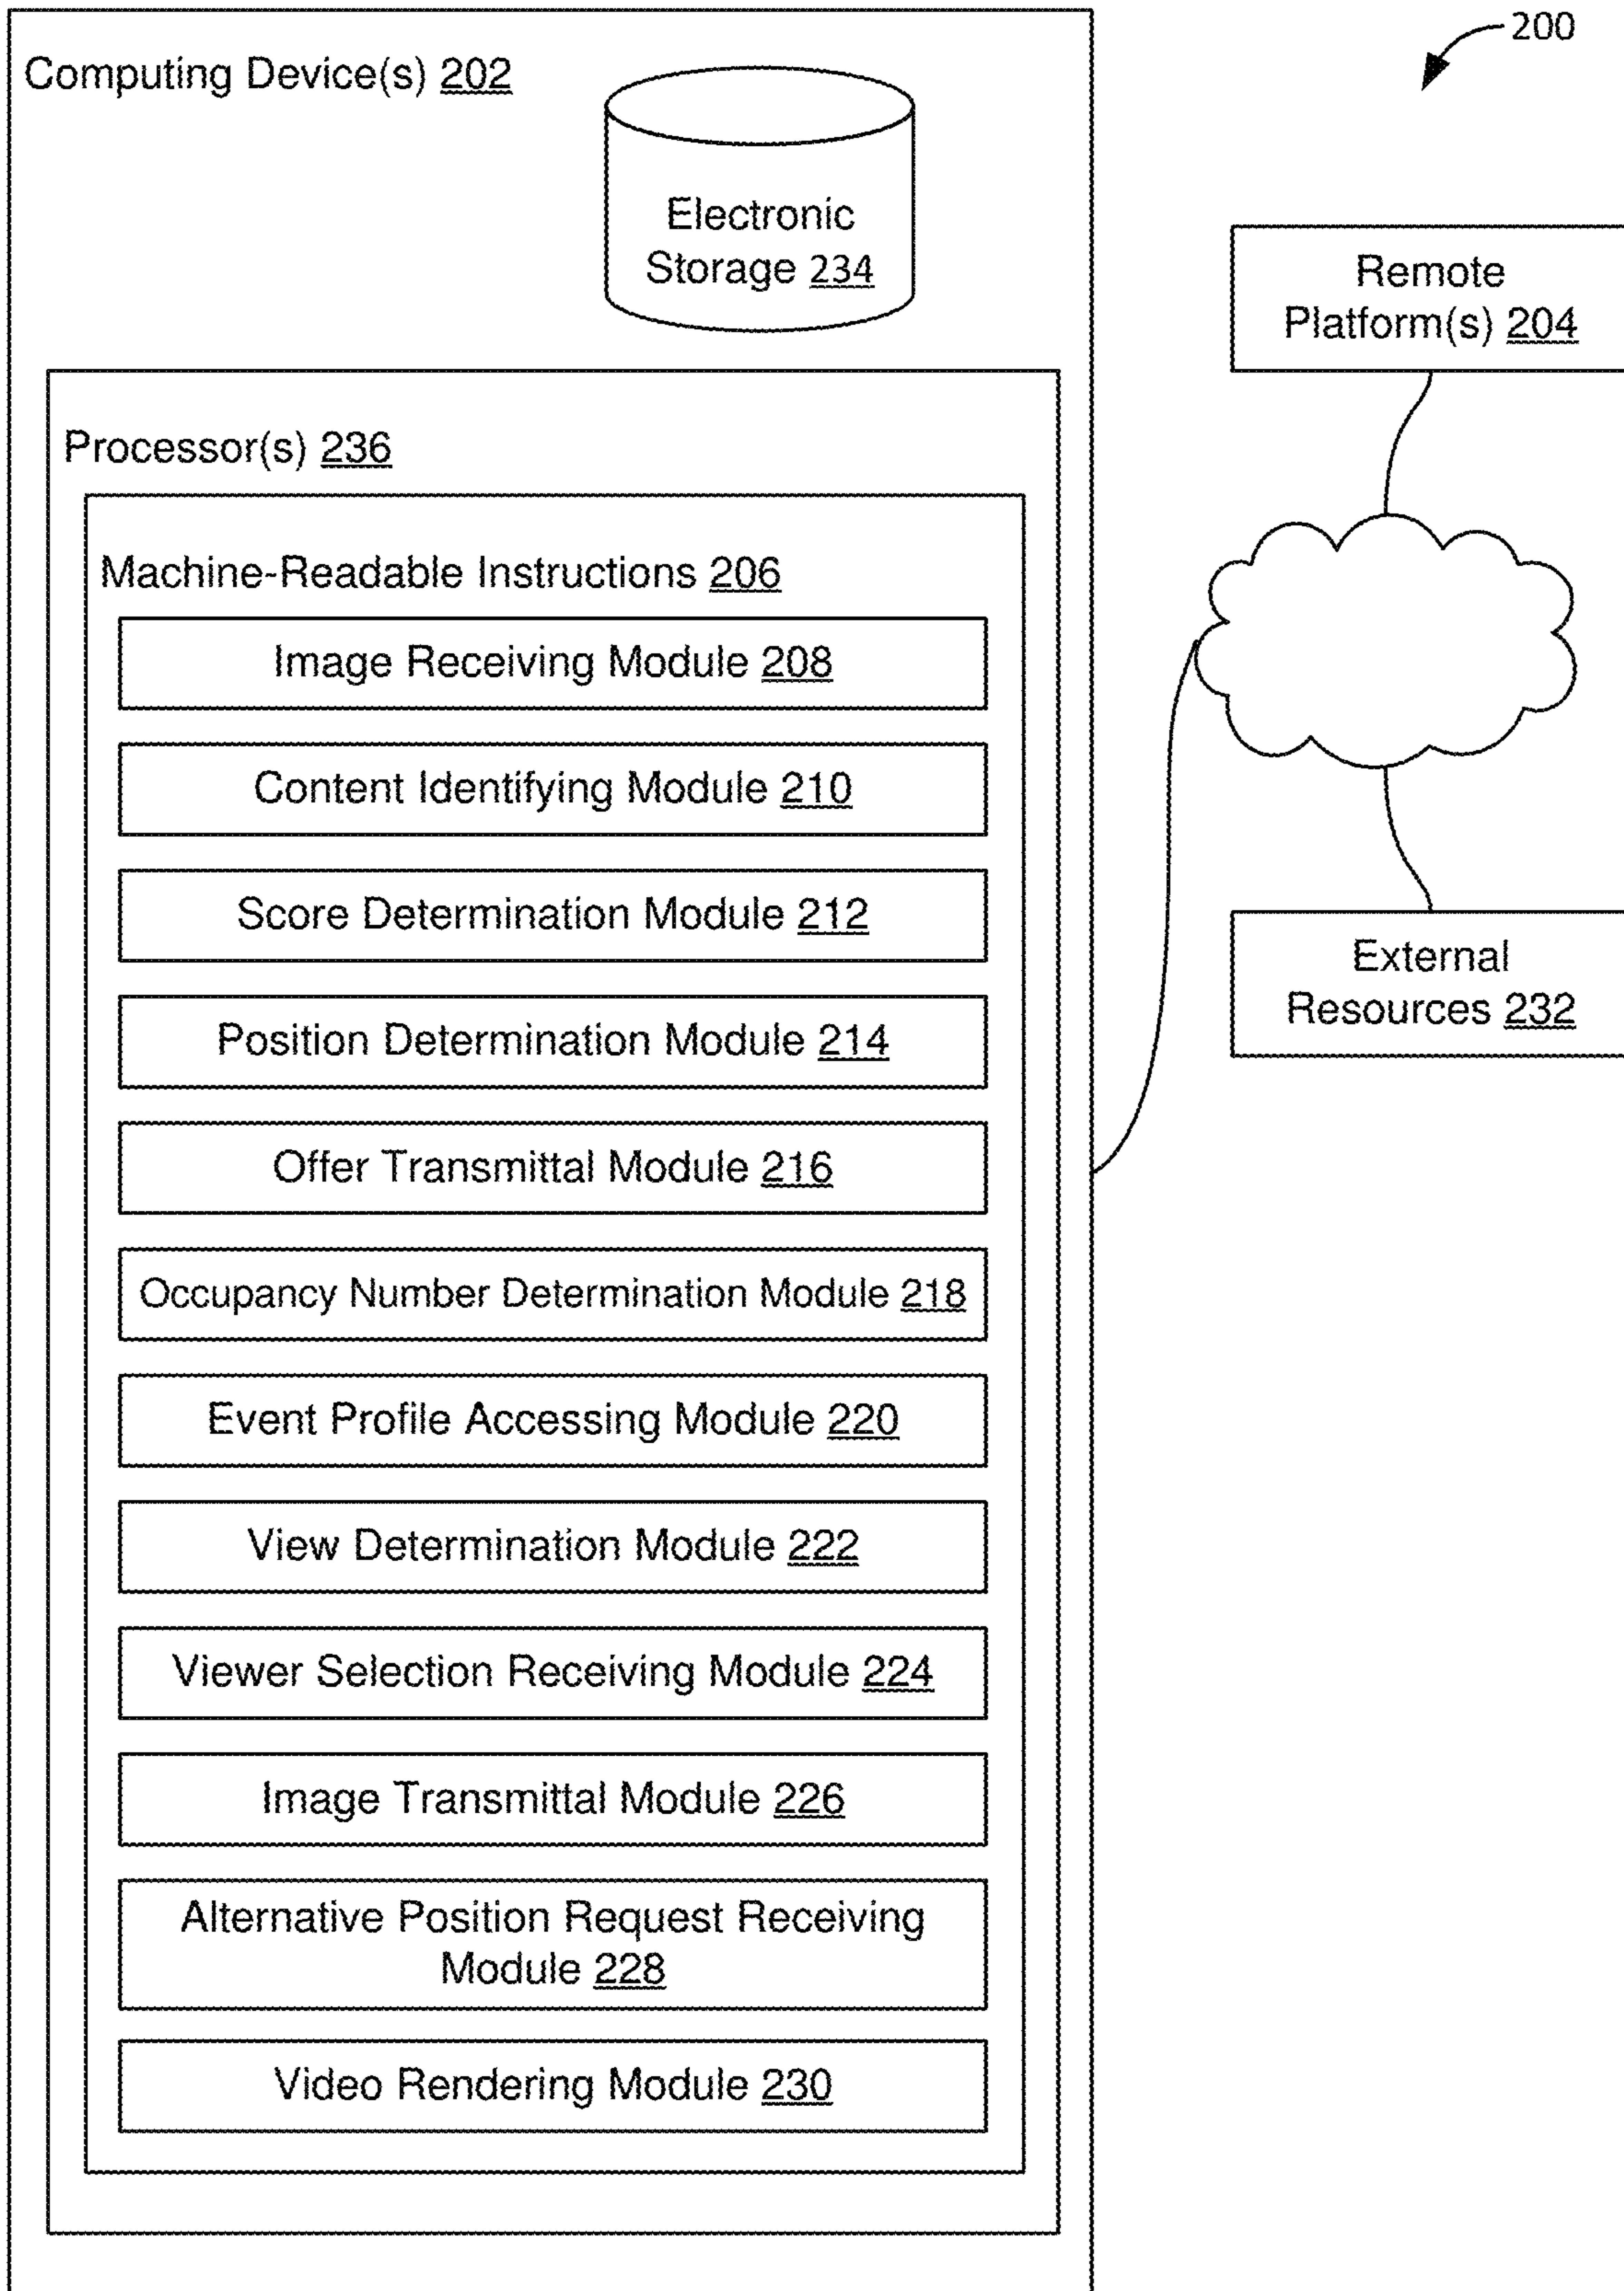 200
Computing Device(s) 202
Electronic
Storage 234
Remote
Platform(s) 204
Processor(s) 236
Machine-Readable Instructions 206
Image Receiving Module 208
Content Identifying Module 210
Score Determination Module 212
External
Resources 232
Position Determination Module 214
Offer Transmittal Module 216
Occupancy Number Determination Module 218
Event Profile Accessing Module 220
View Determination Module 222
Viewer Selection Receiving Module 224
Image Transmittal Module 226
Alternative Position Request Receiving
Module 228
Video Rendering Module 230